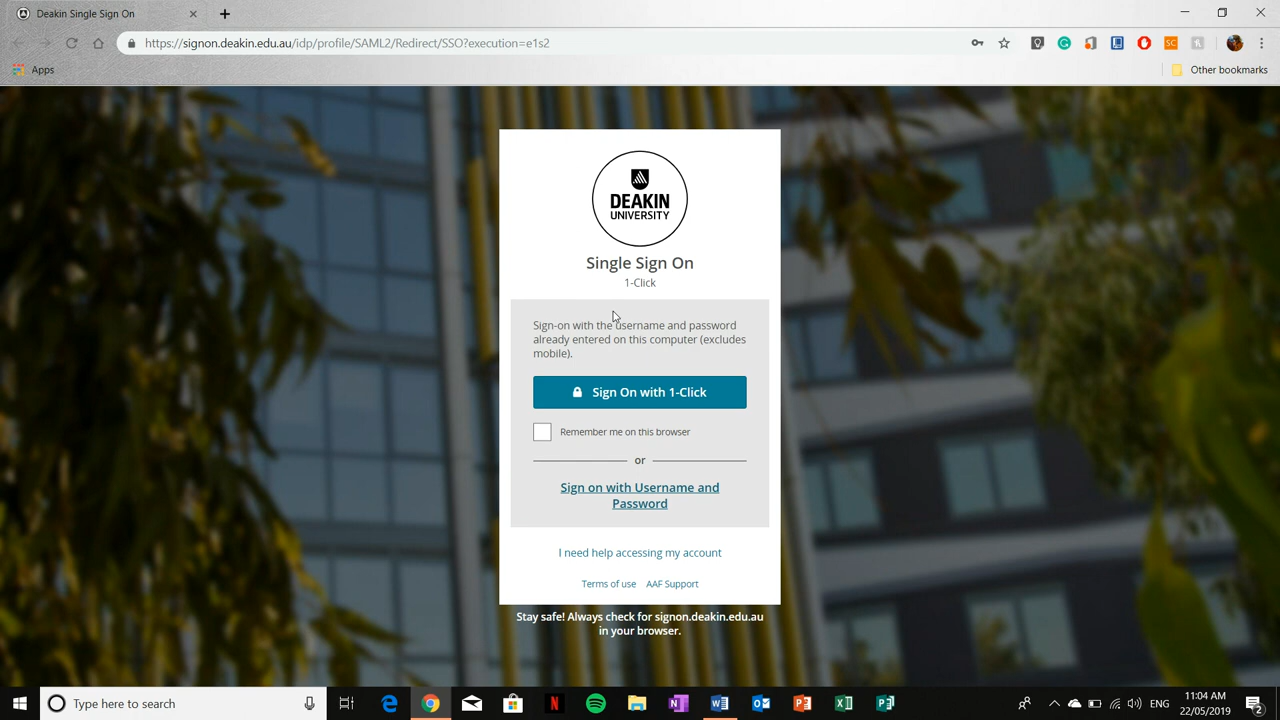 Deakin Single Sign On
https://signon.deakin.edu.au/idp/profile/SAML2/Redirect/SSO?execution=e1s2
SC
Apps
Other bookmarks
DEAKIN
UNIVERSITY
Single Sign On
1-Click
Sign-on with the username and password
already entered on this computer (excludes
mobile).
Sign On with 1-Click
Remember me on this browser
or
Sign on with Username and
Password
I need help accessing my account
Terms of use AAF Support
Stay safe! Always check for signon.deakin.edu.au
in your browser.
Type here to search
ENG
11:04 AM
22/05/2019
2